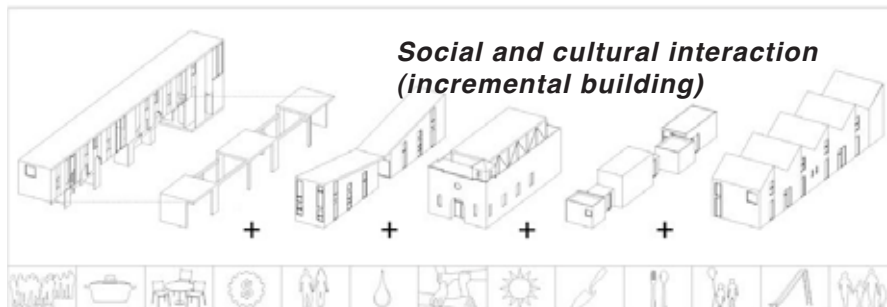 Social and cultural interaction
(incremental building)
+ + + +
$